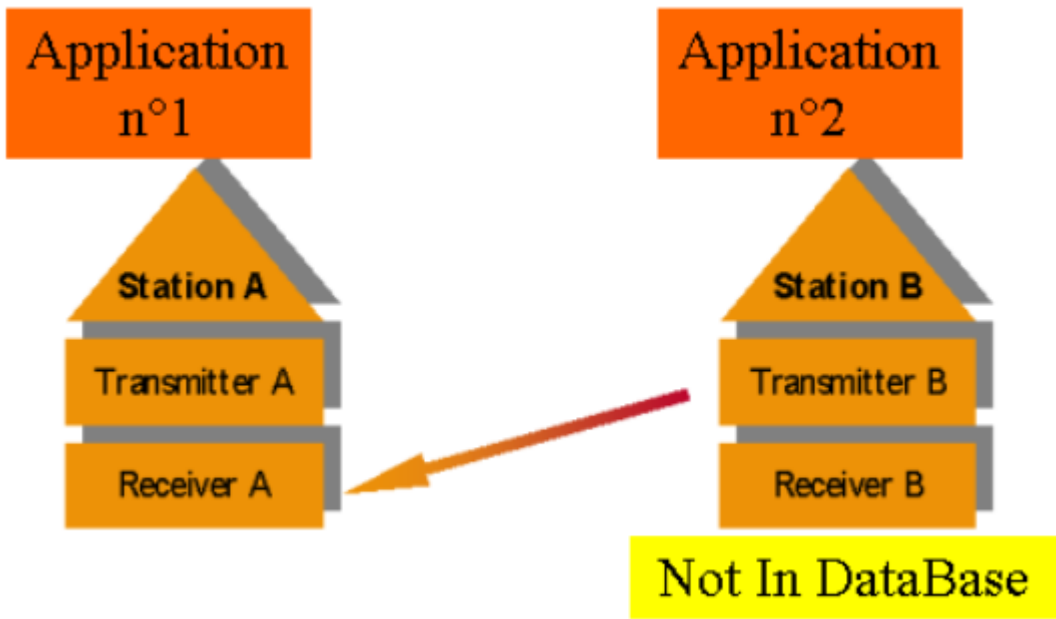 Application
n°1
Station A
Transmitter A
Receiver A
Application
n°2
Station B
Transmitter B
Receiver B
Not In DataBase